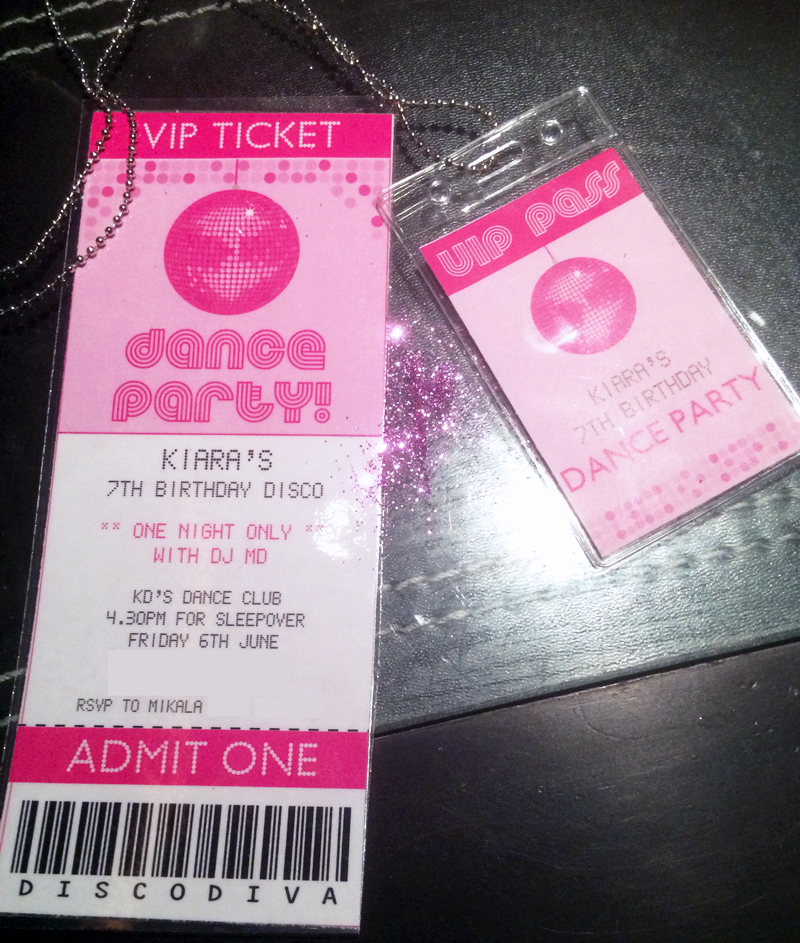 VIP TICKET
dance
party!
KIARA'S
7TH BIRTHDAY DISCO
** ONE NIGHT ONLY **
WITH DJ MD
KD'S DANCE CLUB
4.30PM FOR SLEEPOVER
FRIDAY 6TH JUNE
RSVP TO MIKALA
ADMIT ONE
DISCODIVA
VIP PASS
KIARA'S
7TH BIRTHDAY
DANCE PARTY